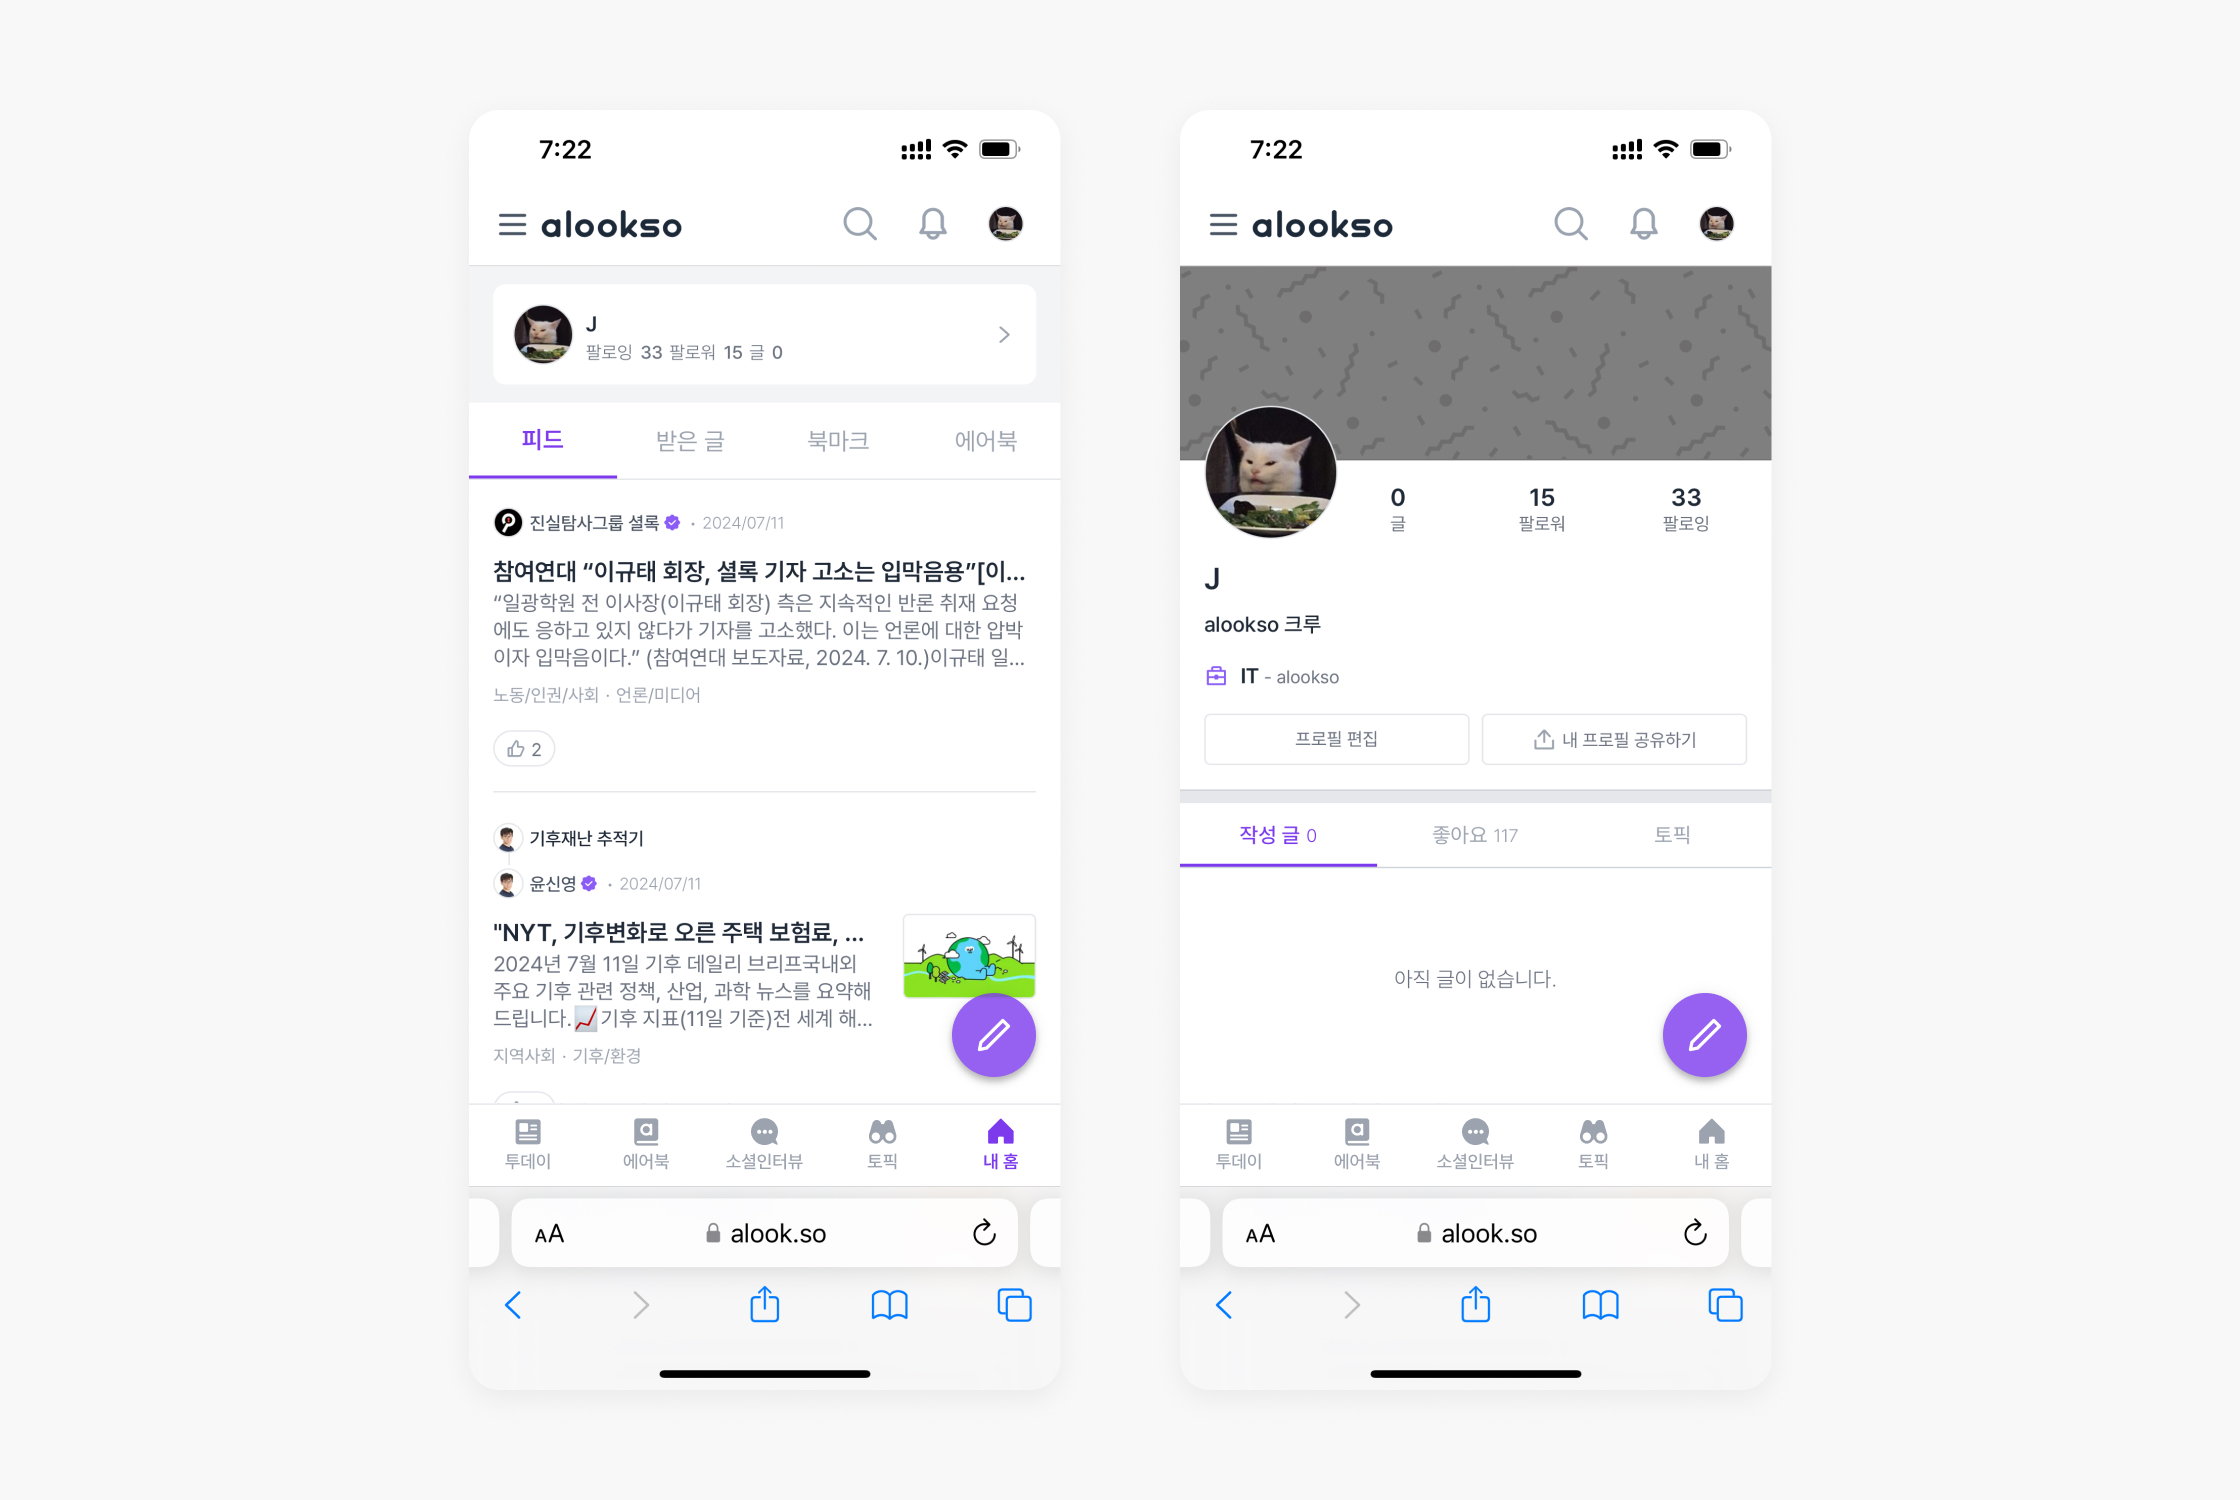 7:22
alookso
J
팔로잉 33 팔로워 15 글 0
피드 받은 글 북마크 에어북
진실탐사그룹 셜록 · 2024/07/11
참여연대 “이규태 회장, 셜록 기자 고소는 입막음용”[이...
“일광학원 전 이사장(이규태 회장) 측은 지속적인 반론 취재 요청
에도 응하고 있지 않다가 기자를 고소했다. 이는 언론에 대한 압박
이자 입막음이다.” (참여연대 보도자료, 2024. 7. 10.)이규태 일...
노동/인권/사회 · 언론/미디어
2
기후재난 추적기
윤신영 · 2024/07/11
"NYT, 기후변화로 오른 주택 보험료, ...
2024년 7월 11일 기후 데일리 브리프국내외
주요 기후 관련 정책, 산업, 과학 뉴스를 요약해
드립니다.📈기후 지표(11일 기준)전 세계 해...
지역사회 · 기후/환경
투데이 에어북 소셜인터뷰 토픽 내 홈
AA alook.so
7:22
alookso
0 15 33
글 팔로워 팔로잉
J
alookso 크루
IT - alookso
프로필 편집 내 프로필 공유하기
작성 글 0 좋아요 117 토픽
아직 글이 없습니다.
투데이 에어북 소셜인터뷰 토픽 내 홈
AA alook.so